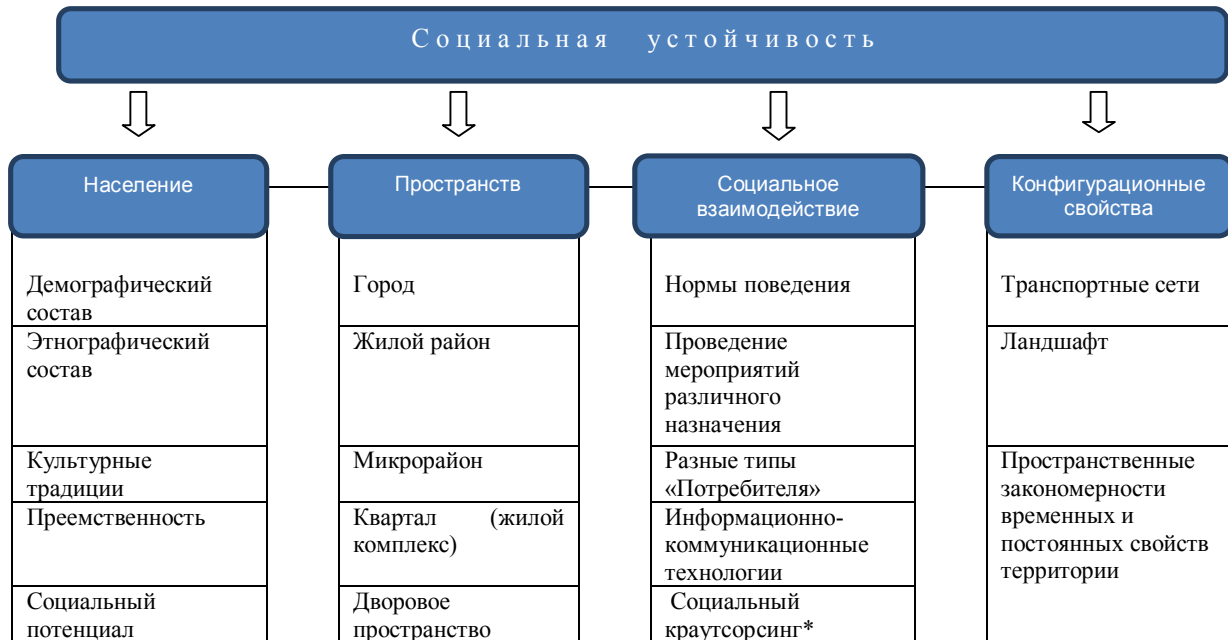 Социальная устойчивость
Население
Пространств
Социальное
взаимодействие
Конфигурационные
свойства
Демографический
состав
Этнографический
состав
Культурные
традиции
Преемственность
Социальный
потенциал
Город
Жилой район
Микрорайон
Квартал (жилой
комплекс)
Дворовое
пространство
Нормы поведения
Проведение
мероприятий
различного
назначения
Разные типы
«Потребителя»
Информационно-
коммуникационные
технологии
Социальный
краутсорсинг*
Транспортные сети
Ландшафт
Пространственные
закономерности
временных и
постоянных свойств
территории